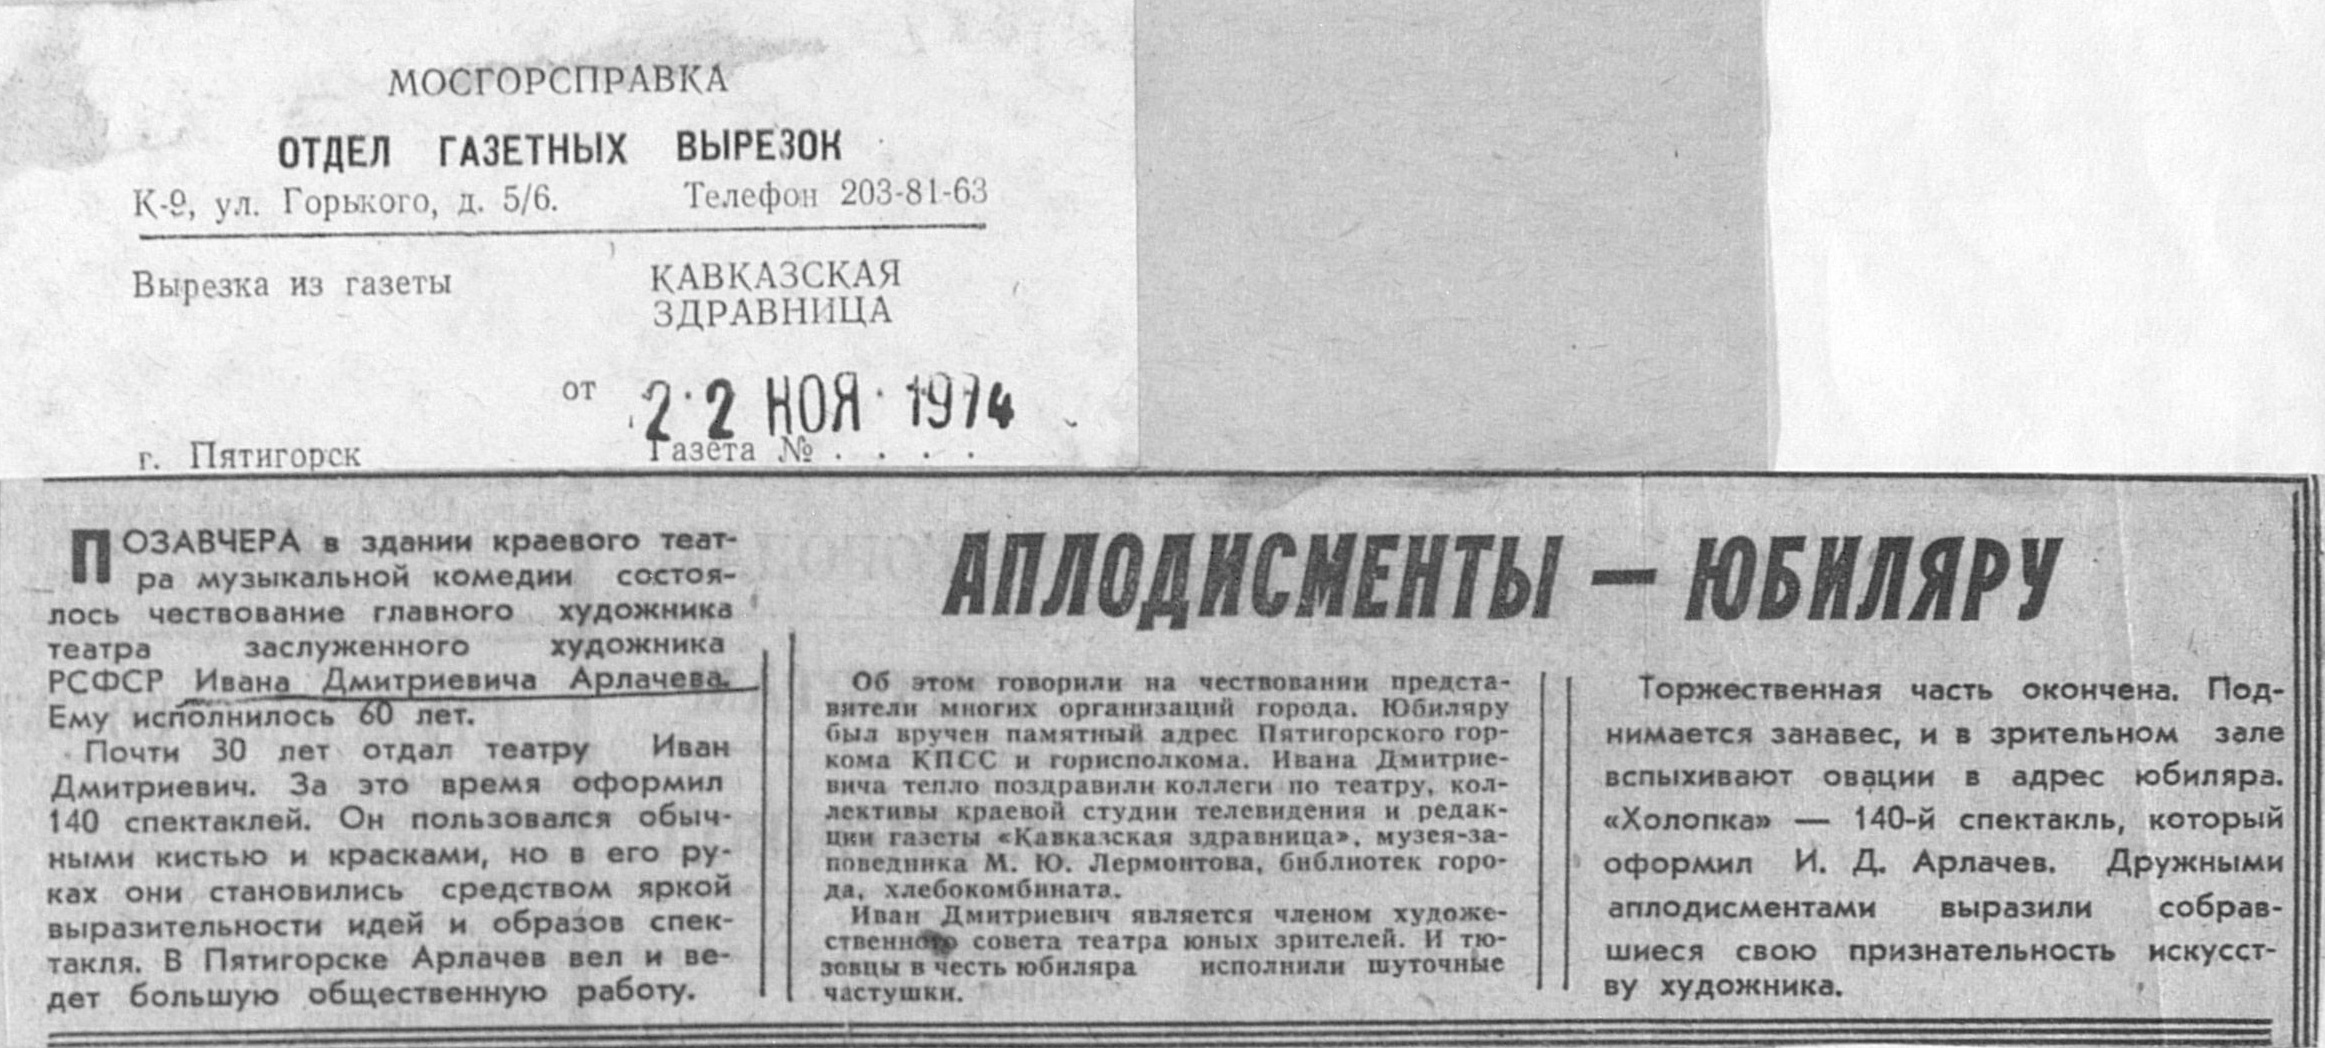 МОСГОРСПРАВКА
ОТДЕЛ ГАЗЕТНЫХ ВЫРЕЗОК
К-9, ул. Горького, д. 5/6. Телефон 203-81-63
Вырезка из газеты КАВКАЗСКАЯ
ЗДРАВНИЦА
от 22 НОЯ 1974
г. Пятигорск Газета № . . . .
АПЛОДИСМЕНТЫ — ЮБИЛЯРУ
ПОЗАВЧЕРА в здании краевого теат-
ра музыкальной комедии состоя-
лось чествование главного художника
театра заслуженного художника
РСФСР Ивана Дмитриевича Арлачева.
Ему исполнилось 60 лет.
Почти 30 лет отдал театру Иван
Дмитриевич. За это время оформил
140 спектаклей. Он пользовался обыч-
ными кистью и красками, но в его ру-
ках они становились средством яркой
выразительности идей и образов спек-
такля. В Пятигорске Арлачев вел и ве-
дет большую общественную работу.
Об этом говорили на чествовании предста-
вители многих организаций города. Юбиляру
был вручен памятный адрес Пятигорского гор-
кома КПСС и горисполкома. Ивана Дмитрие-
вича тепло поздравили коллеги по театру, кол-
лективы краевой студии телевидения и редак-
ции газеты «Кавказская здравница», музея-за-
поведника М. Ю. Лермонтова, библиотек горо-
да, хлебокомбината.
Иван Дмитриевич является членом художе-
ственного совета театра юных зрителей. И тю-
зовцы в честь юбиляра исполнили шуточные
частушки.
Торжественная часть окончена. Под-
нимается занавес, и в зрительном зале
вспыхивают овации в адрес юбиляра.
«Холопка» — 140-й спектакль, который
оформил И. Д. Арлачев. Дружными
аплодисментами выразили собрав-
шиеся свою признательность искусст-
ву художника.